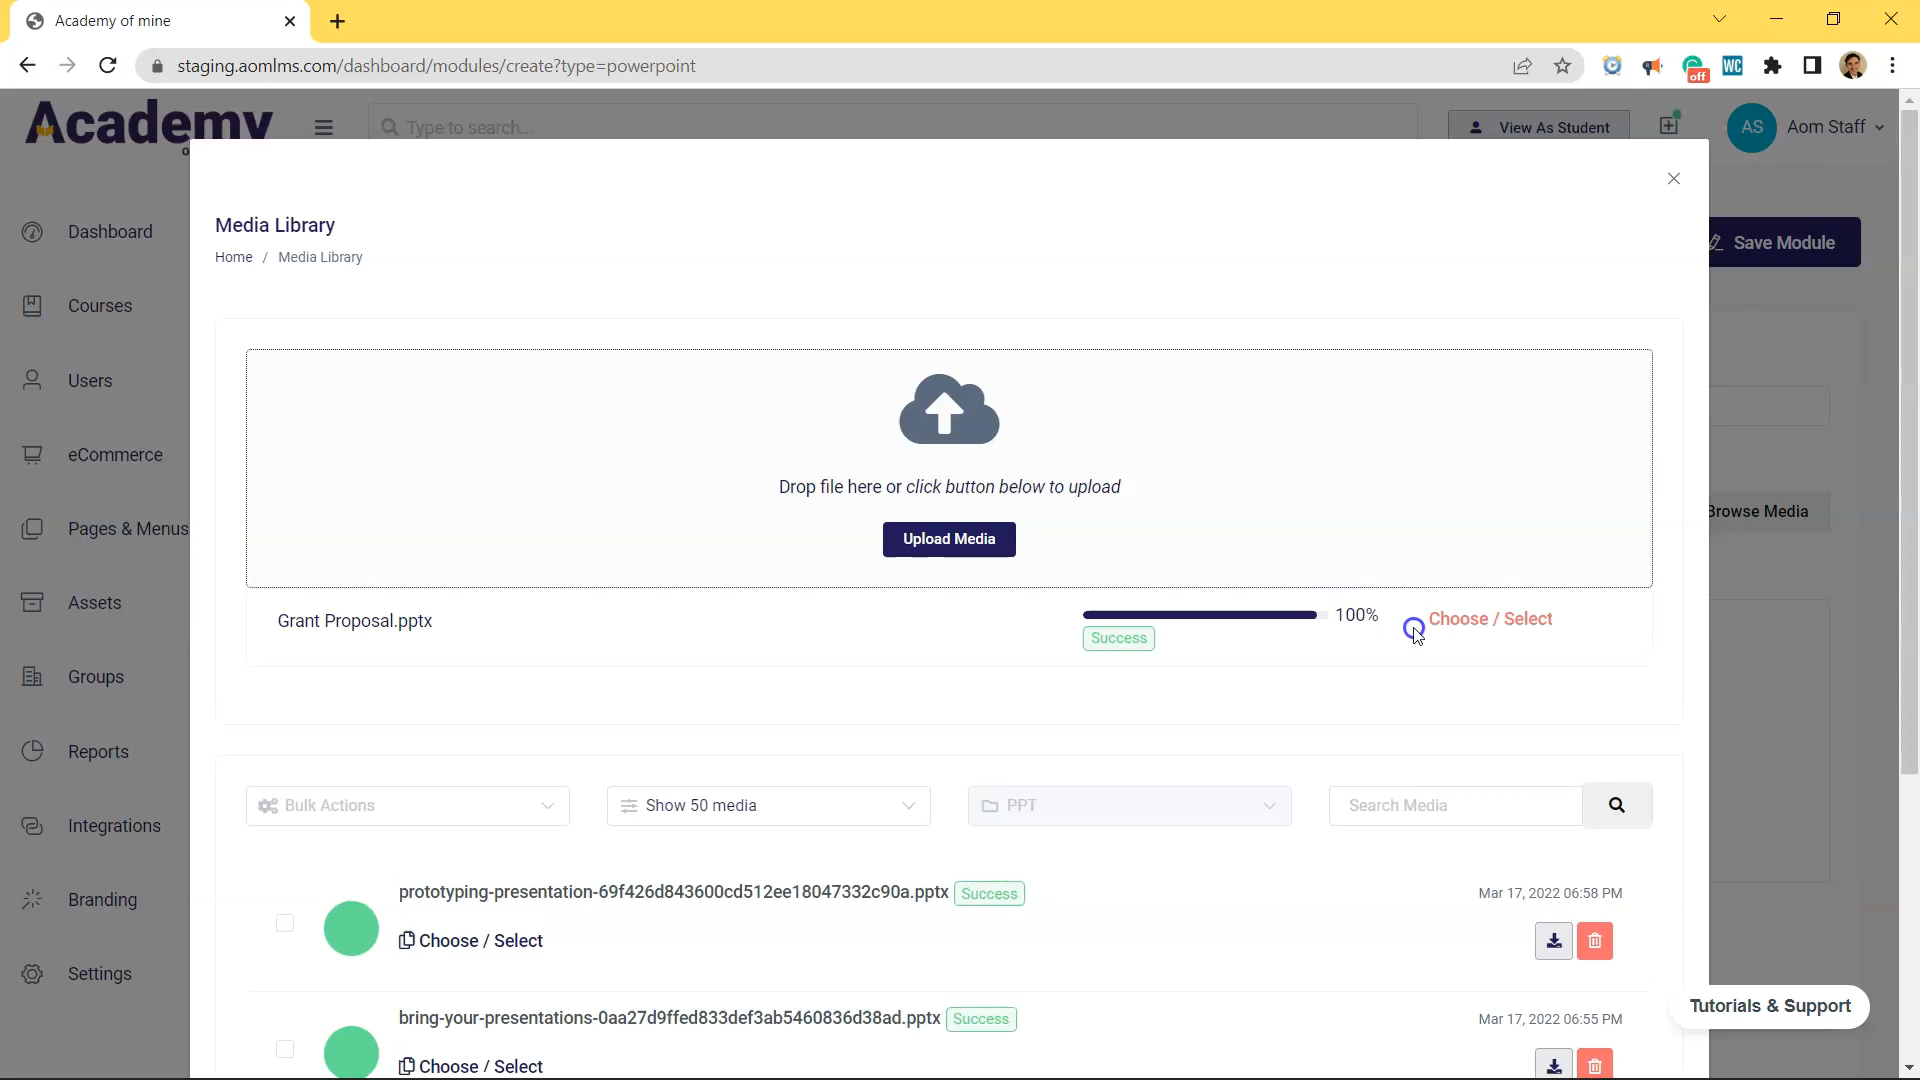 Academy of mine
staging.aomlms.com/dashboard/modules/create?type=powerpoint
off
WC
Academy
Type to search...
View As Student
AS
Aom Staff
Media Library
Home / Media Library
Save Module
Dashboard
Courses
Users
eCommerce
Pages & Menus
Assets
Groups
Reports
Integrations
Branding
Settings
Drop file here or click button below to upload
Upload Media
Browse Media
Grant Proposal.pptx
100%
Success
Choose / Select
Bulk Actions
Show 50 media
PPT
Search Media
prototyping-presentation-69f426d843600cd512ee18047332c90a.pptx Success
Mar 17, 2022 06:58 PM
Choose / Select
bring-your-presentations-0aa27d9ffed833def3ab5460836d38ad.pptx Success
Mar 17, 2022 06:55 PM
Choose / Select
Tutorials & Support